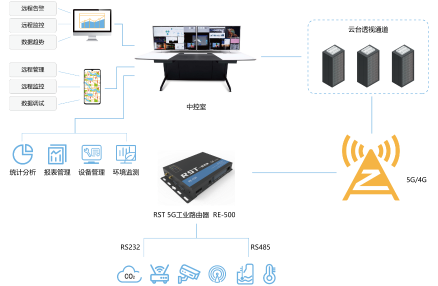 远程告警
远程监控
数据趋势
远程管理
远程监控
数据调试
中控室
云台透视通道
统计分析
报表管理
设备管理
环境监测
RST
5G/4G
RST 5G工业路由器 RE-500
RS232
RS485
CO₂